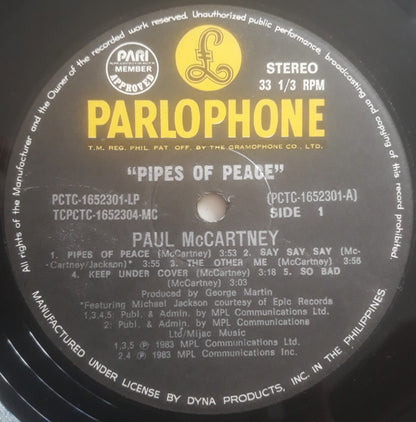 All rights of the Manufacturer and the Owner of the recorded work reserved. Unauthorized public performance, broadcasting and copying of this record prohibited.
PARI
MEMBER
APPROVED
£
STEREO
33 1/3 RPM
PARLOPHONE
T.M. REG. PHIL. PAT. OFF. BY THE GRAMOPHONE CO., LTD.
"PIPES OF PEACE"
PCTC-1652301-LP
TCPCTC-1652304-MC
(PCTC-1652301-A)
SIDE 1
PAUL McCARTNEY
1. PIPES OF PEACE (McCartney) 3:53 2. SAY SAY SAY (Mc-
Cartney/Jackson)* 3:55 3. THE OTHER ME (McCartney) 3:56
4. KEEP UNDER COVER (McCartney) 3:18 5. SO BAD
(McCartney) 3:03
Produced by George Martin
*Featuring Michael Jackson courtesy of Epic Records
1,3,4,5: Publ. & Admin. by MPL Communications Ltd.
2: Publ. & Admin. by MPL Communications
Ltd/Mijac Music
1,3,5 ℗ 1983 MPL Communications Ltd.
2,4 ℗ 1983 MPL Communications Inc.
MANUFACTURED UNDER LICENSE BY DYNA PRODUCTS, INC. IN THE PHILIPPINES.